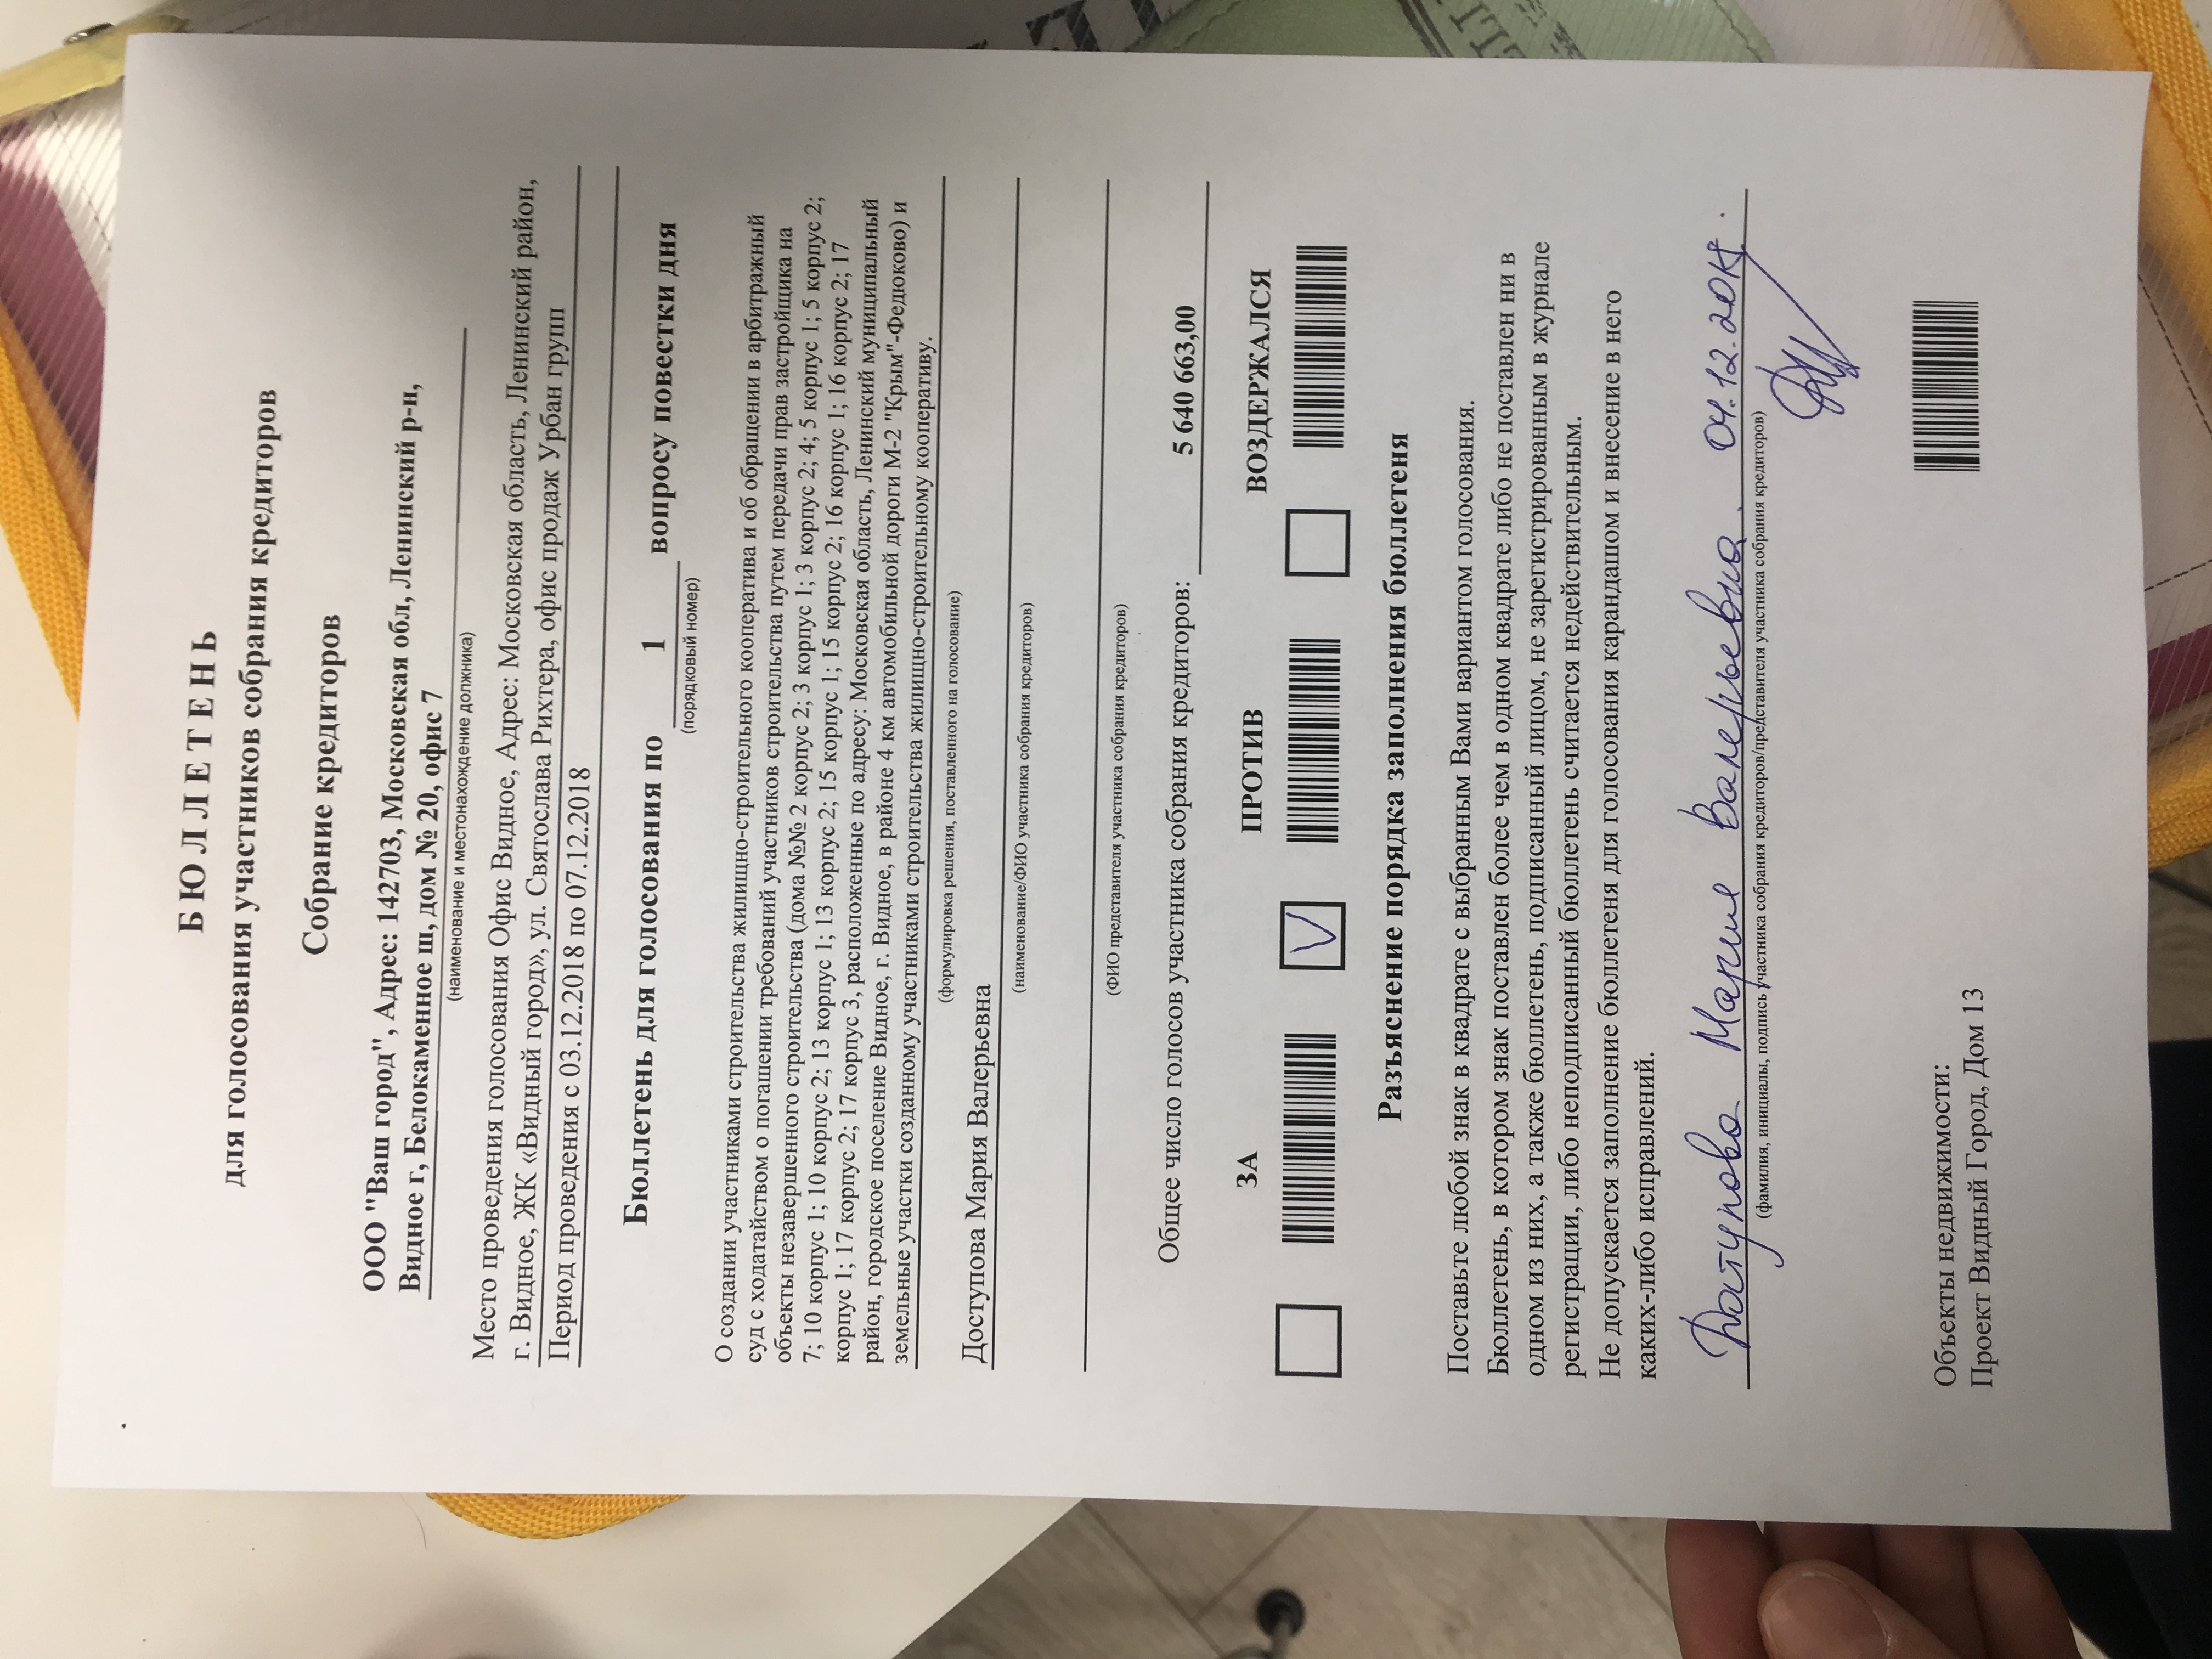 БЮЛЛЕТЕНЬ
для голосования участников собрания кредиторов
Собрание кредиторов
ООО "Ваш город", Адрес: 142703, Московская обл, Ленинский р-н,
Видное г, Белокаменное ш, дом № 20, офис 7
(наименование и местонахождение должника)
Место проведения голосования Офис Видное, Адрес: Московская область, Ленинский район,
г. Видное, ЖК «Видный город», ул. Святослава Рихтера, офис продаж Урбан групп
Период проведения с 03.12.2018 по 07.12.2018
Бюллетень для голосования по 1 вопросу повестки дня
(порядковый номер)
О создании участниками строительства жилищно-строительного кооператива и об обращении в арбитражный
суд с ходатайством о погашении требований участников строительства путем передачи прав застройщика на
объекты незавершенного строительства (дома №№ 2 корпус 2; 3 корпус 1; 3 корпус 2; 4; 5 корпус 1; 5 корпус 2;
7; 10 корпус 1; 10 корпус 2; 13 корпус 1; 13 корпус 2; 15 корпус 1; 15 корпус 2; 16 корпус 1; 16 корпус 2; 17
корпус 1; 17 корпус 2; 17 корпус 3, расположенные по адресу: Московская область, Ленинский муниципальный
район, городское поселение Видное, г. Видное, в районе 4 км автомобильной дороги М-2 "Крым"-Федюково) и
земельные участки созданному участниками строительства жилищно-строительному кооперативу.
(формулировка решения, поставленного на голосование)
Доступова Мария Валерьевна
(наименование/ФИО участника собрания кредиторов)
(ФИО представителя участника собрания кредиторов)
Общее число голосов участника собрания кредиторов: 5 640 663,00
ЗА ПРОТИВ ВОЗДЕРЖАЛСЯ
V
Разъяснение порядка заполнения бюллетеня
Поставьте любой знак в квадрате с выбранным Вами вариантом голосования.
Бюллетень, в котором знак поставлен более чем в одном квадрате либо не поставлен ни в
одном из них, а также бюллетень, подписанный лицом, не зарегистрированным в журнале
регистрации, либо неподписанный бюллетень считается недействительным.
Не допускается заполнение бюллетеня для голосования карандашом и внесение в него
каких-либо исправлений.
Доступова Мария Валерьевна
(фамилия, инициалы, подпись участника собрания кредиторов/представителя участника собрания кредиторов)
Объекты недвижимости:
Проект Видный Город, Дом 13